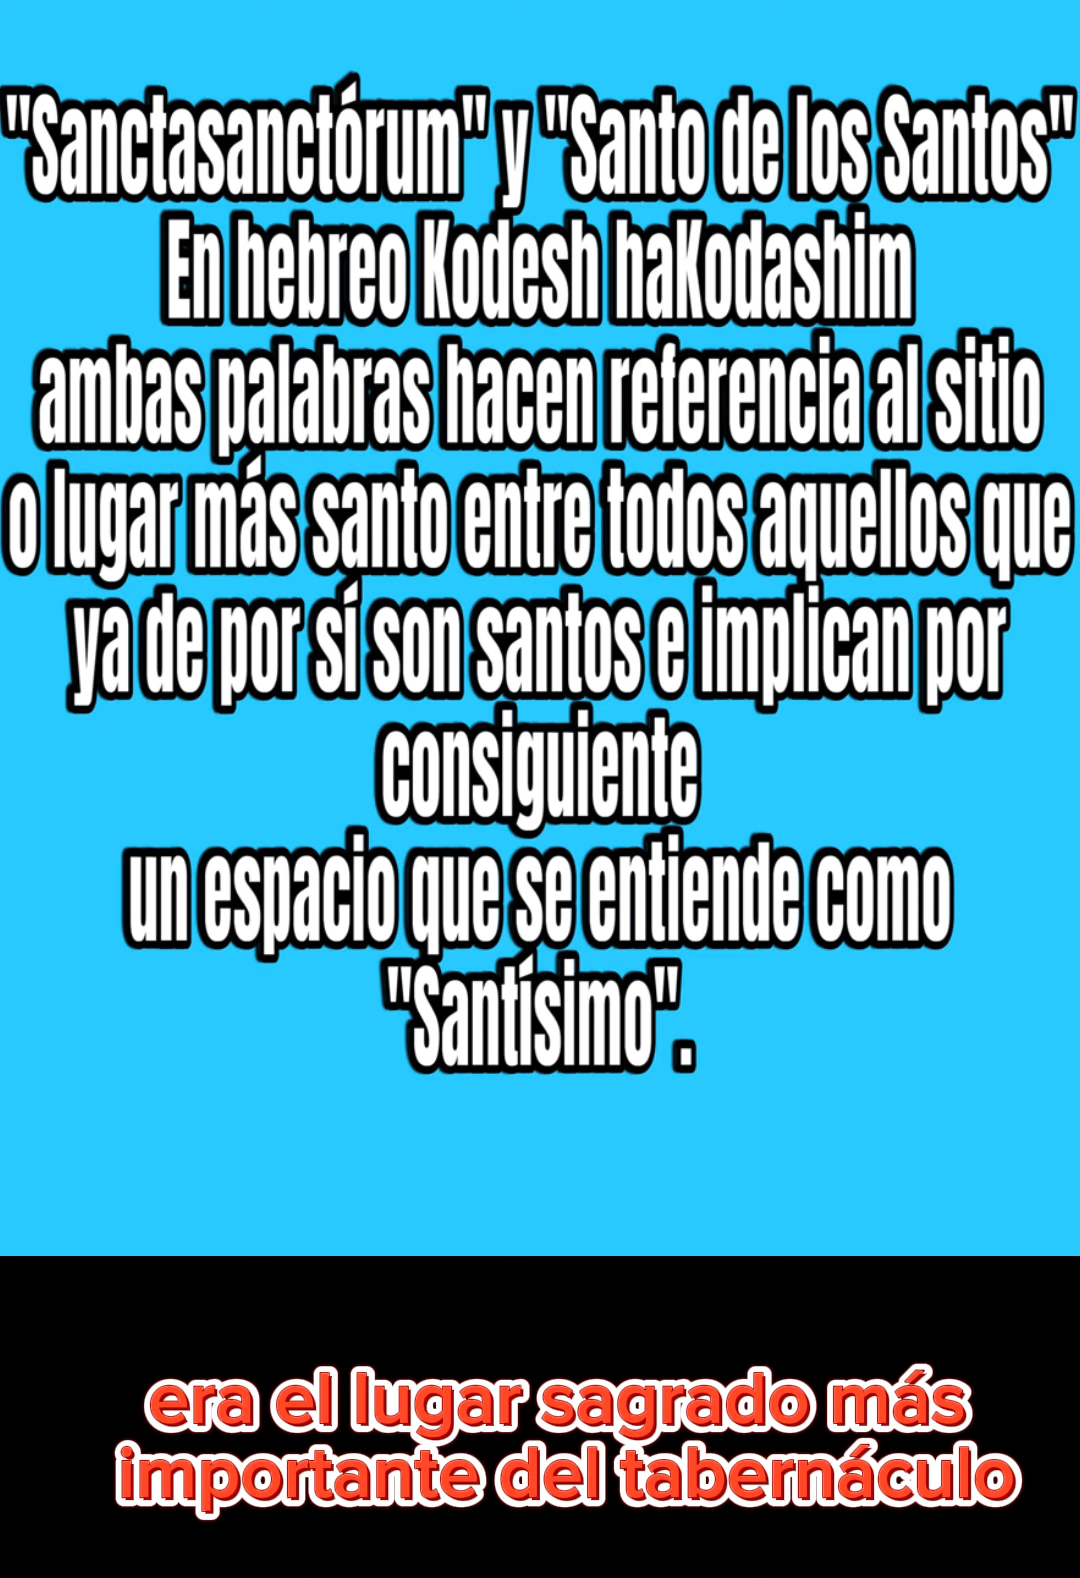 "Sanctasanctórum" y "Santo de los Santos"
En hebreo Kodesh haKodashim
ambas palabras hacen referencia al sitio
o lugar más santo entre todos aquellos que
ya de por sí son santos e implican por
consiguiente
un espacio que se entiende como
"Santísimo".
era el lugar sagrado más
importante del tabernáculo